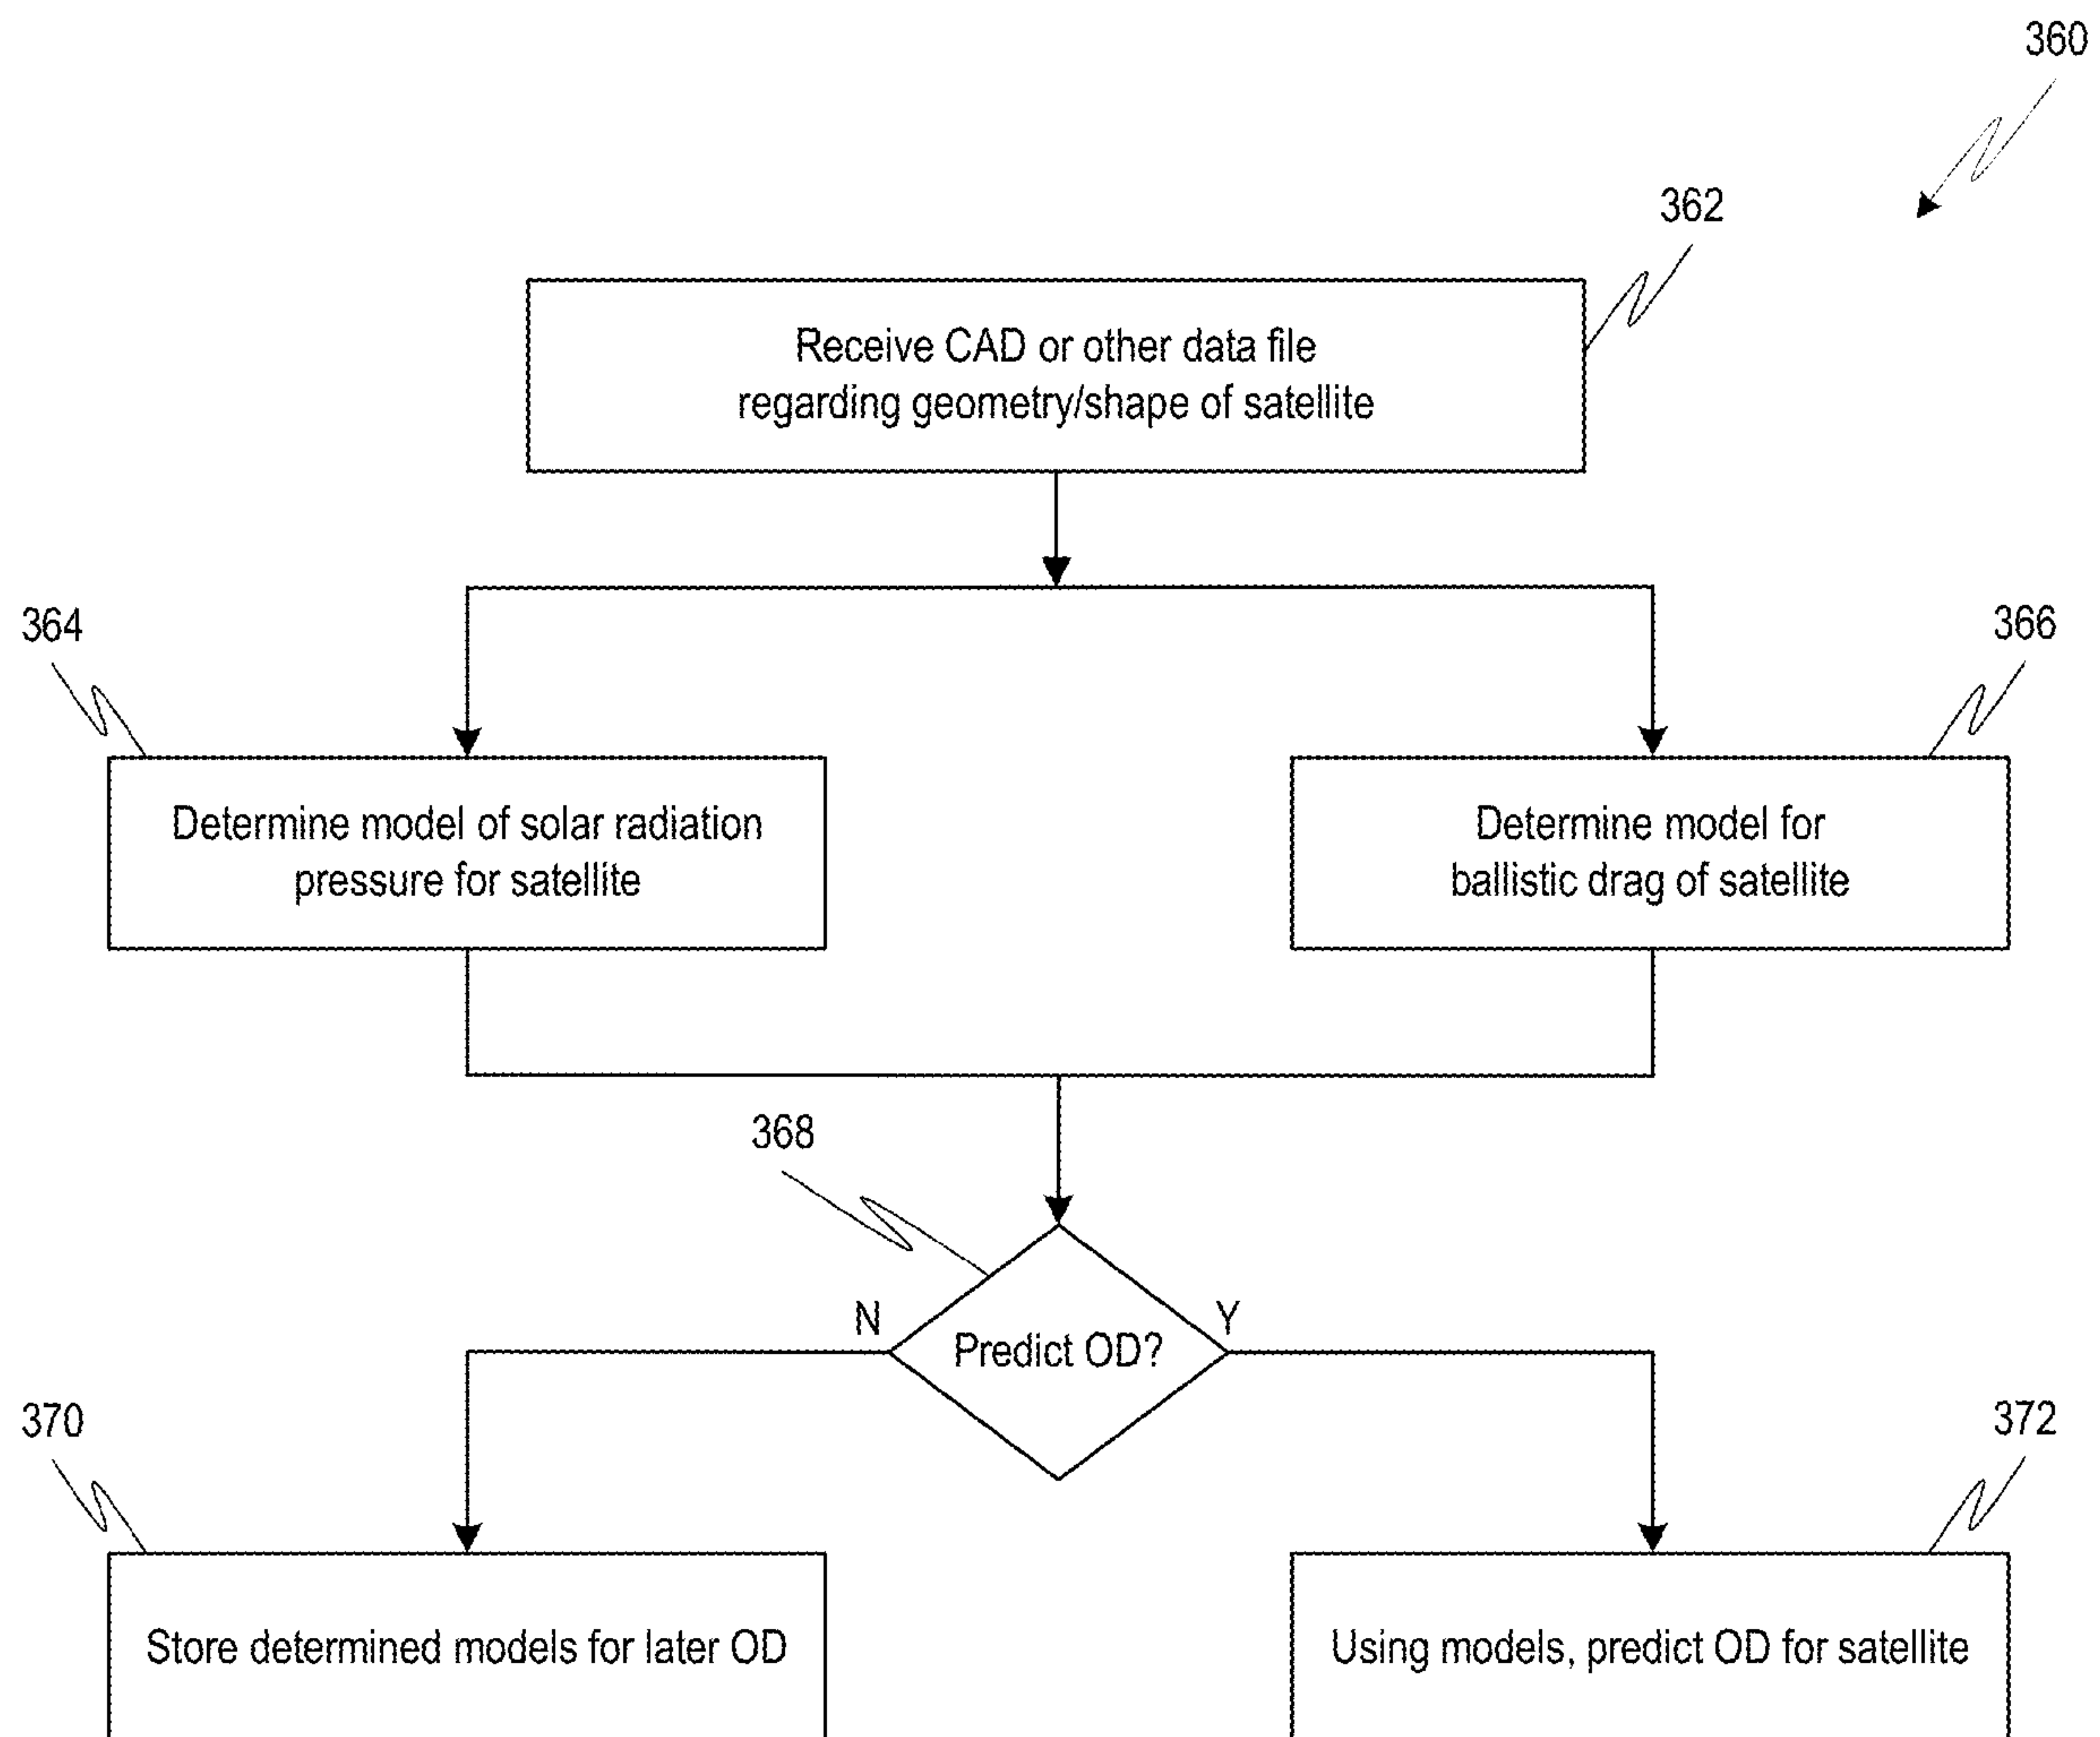 360
362
Receive CAD or other data file
regarding geometry/shape of satellite
364
366
Determine model of solar radiation
pressure for satellite
Determine model for
ballistic drag of satellite
368
N
Y
Predict OD?
370
372
Store determined models for later OD
Using models, predict OD for satellite